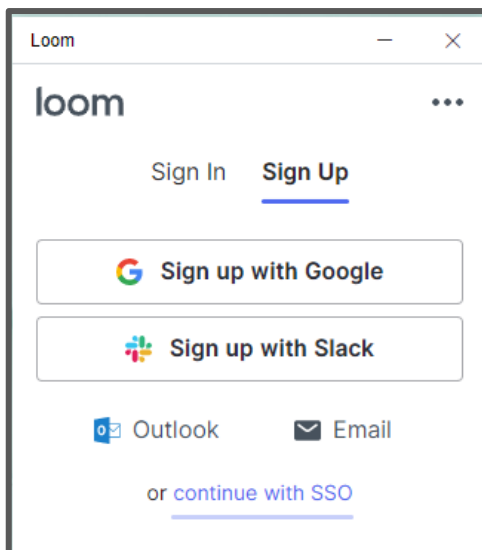 Loom
loom
Sign In Sign Up
Sign up with Google
Sign up with Slack
Outlook Email
or continue with SSO